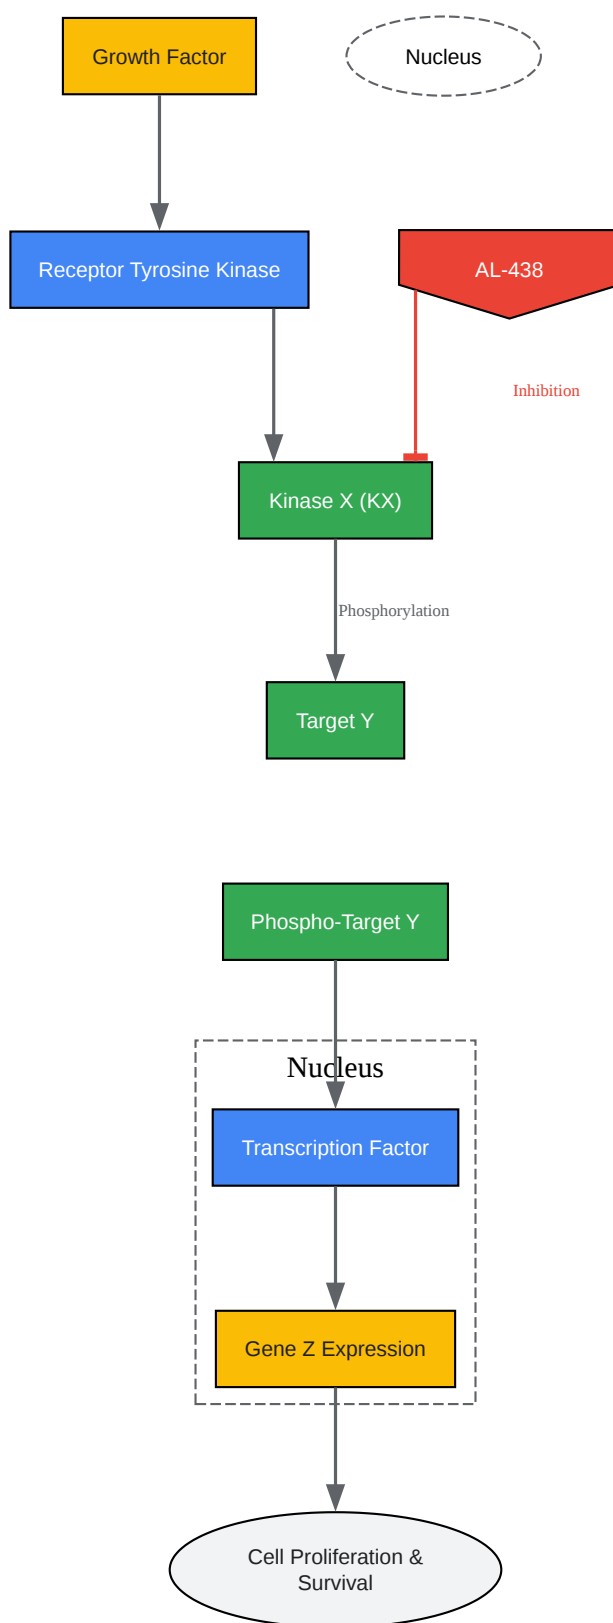 Growth Factor
Nucleus
Receptor Tyrosine Kinase
AL-438
Inhibition
Kinase X (KX)
Phosphorylation
Target Y
Phospho-Target Y
Nucleus
Transcription Factor
Gene Z Expression
Cell Proliferation &
Survival